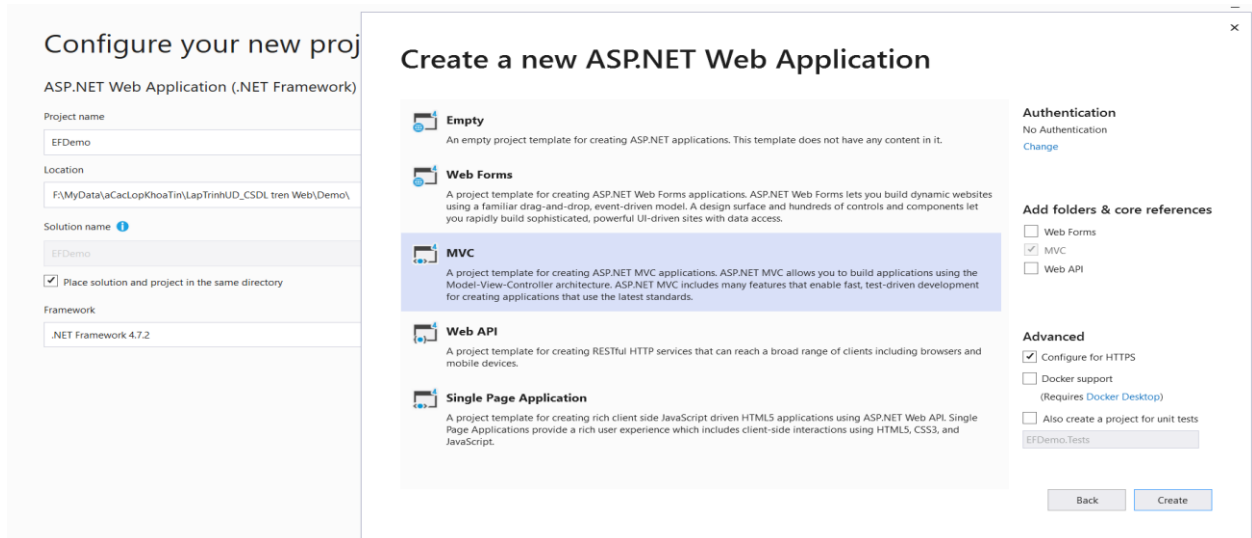 Configure your new proj
ASP.NET Web Application (.NET Framework)
Project name
EFDemo
Location
F:\MyData\aCacLopKhoaTin\LapTrinhUD_CSDL tren Web\Demo\
Solution name
EFDemo
Place solution and project in the same directory
Framework
.NET Framework 4.7.2
Create a new ASP.NET Web Application
Empty
An empty project template for creating ASP.NET applications. This template does not have any content in it.
Web Forms
A project template for creating ASP.NET Web Forms applications. ASP.NET Web Forms lets you build dynamic websites
using a familiar drag-and-drop, event-driven model. A design surface and hundreds of controls and components let
you rapidly build sophisticated, powerful UI-driven sites with data access.
MVC
A project template for creating ASP.NET MVC applications. ASP.NET MVC allows you to build applications using the
Model-View-Controller architecture. ASP.NET MVC includes many features that enable fast, test-driven development
for creating applications that use the latest standards.
Web API
A project template for creating RESTful HTTP services that can reach a broad range of clients including browsers and
mobile devices.
Single Page Application
A project template for creating rich client side JavaScript driven HTML5 applications using ASP.NET Web API. Single
Page Applications provide a rich user experience which includes client-side interactions using HTML5, CSS3, and
JavaScript.
Authentication
No Authentication
Change
Add folders & core references
Web Forms
MVC
Web API
Advanced
Configure for HTTPS
Docker support
(Requires Docker Desktop)
Also create a project for unit tests
EFDemo.Tests
Back
Create